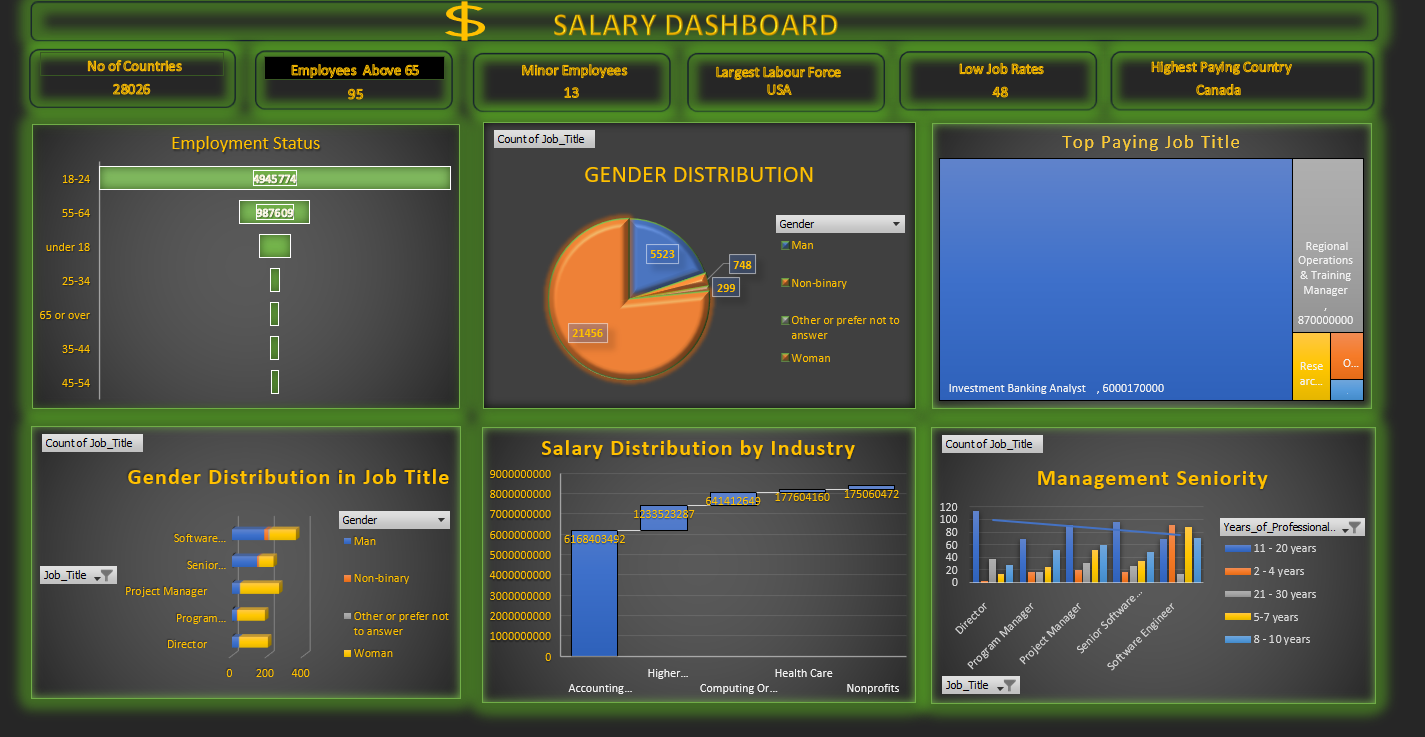 $ SALARY DASHBOARD
No of Countries
28026
Employees Above 65
95
Minor Employees
13
Largest Labour Force
USA
Low Job Rates
48
Highest Paying Country
Canada
Employment Status
18-24
4945774
55-64
987609
under 18
25-34
65 or over
35-44
45-54
Count of Job_Title
GENDER DISTRIBUTION
5523
748
299
21456
Gender
Man
Non-binary
Other or prefer not to
answer
Woman
Top Paying Job Title
Investment Banking Analyst , 6000170000
Regional
Operations
& Training
Manager
,
870000000
Rese
arc...
O...
Count of Job_Title
Gender Distribution in Job Title
Job_Title
Software...
Senior...
Project Manager
Program...
Director
0 200 400
Gender
Man
Non-binary
Other or prefer not
to answer
Woman
Salary Distribution by Industry
9000000000
8000000000
7000000000
6000000000
5000000000
4000000000
3000000000
2000000000
1000000000
0
6168403492
1233523287
641412649
177604160
175060472
Accounting...
Higher...
Computing Or...
Health Care
Nonprofits
Count of Job_Title
Management Seniority
120
100
80
60
40
20
0
Director
Program Manager
Project Manager
Senior Software...
Software Engineer
Years_of_Professional..
11 - 20 years
2 - 4 years
21 - 30 years
5-7 years
8 - 10 years
Job_Title